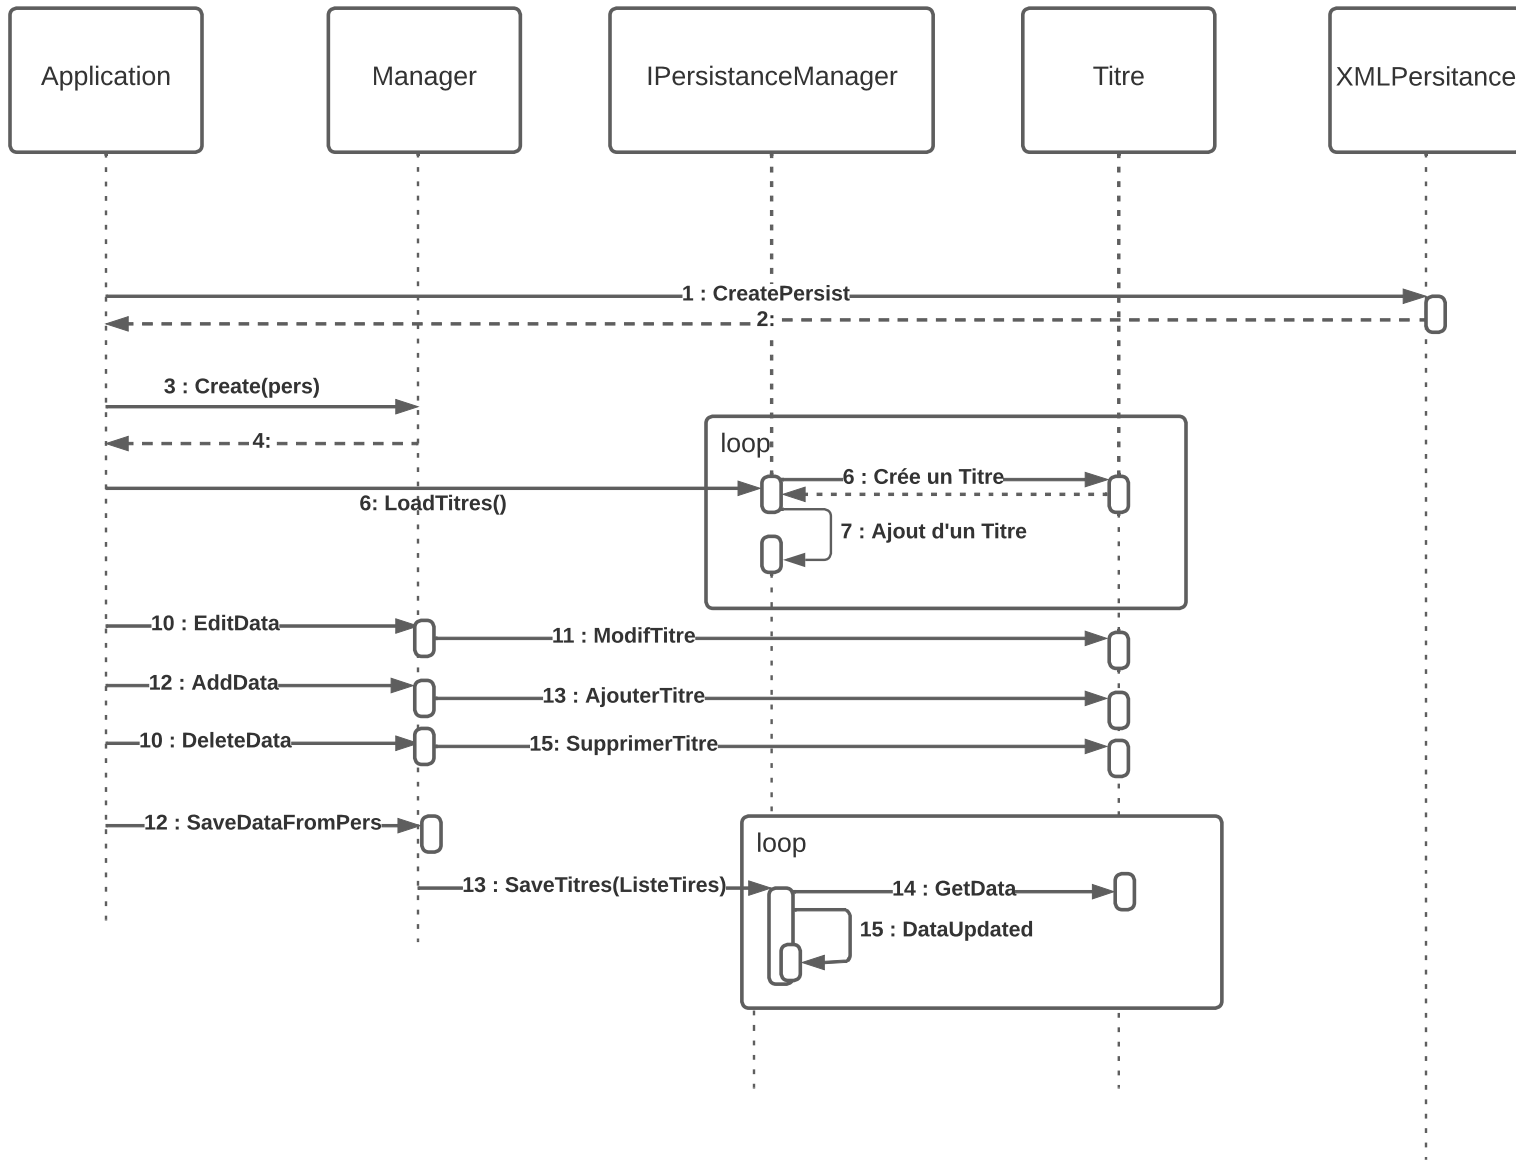 Application
Manager
IPersistanceManager
Titre
XMLPersitance
1 : CreatePersist
2:
3 : Create(pers)
4:
loop
6 : Crée un Titre
6: LoadTitres()
7 : Ajout d'un Titre
10 : EditData
11 : ModifTitre
12 : AddData
13 : AjouterTitre
10 : DeleteData
15: SupprimerTitre
12 : SaveDataFromPers
loop
13 : SaveTitres(ListeTires)
14 : GetData
15 : DataUpdated